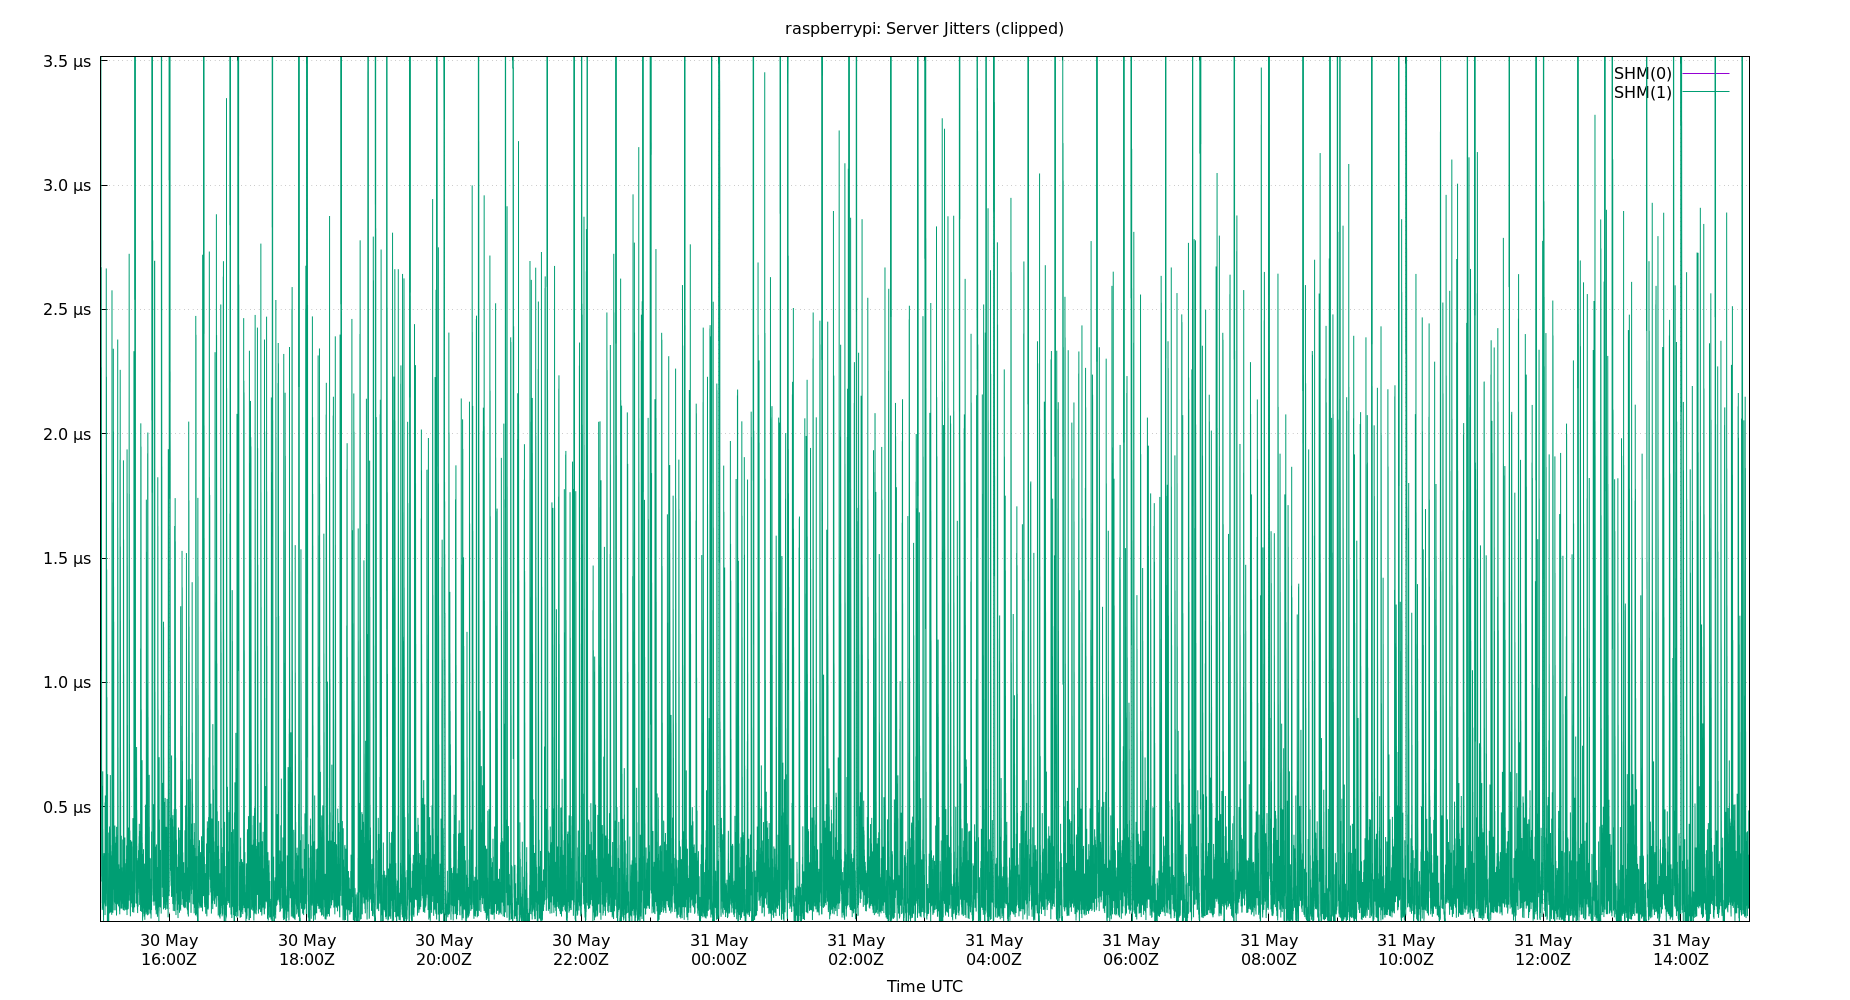 raspberrypi: Server Jitters (clipped)
3.5 µs
3.0 µs
2.5 µs
2.0 µs
1.5 µs
1.0 µs
0.5 µs
SHM(0)
SHM(1)
30 May 30 May 30 May 30 May 31 May 31 May 31 May 31 May 31 May 31 May 31 May 31 May
16:00Z 18:00Z 20:00Z 22:00Z 00:00Z 02:00Z 04:00Z 06:00Z 08:00Z 10:00Z 12:00Z 14:00Z
Time UTC